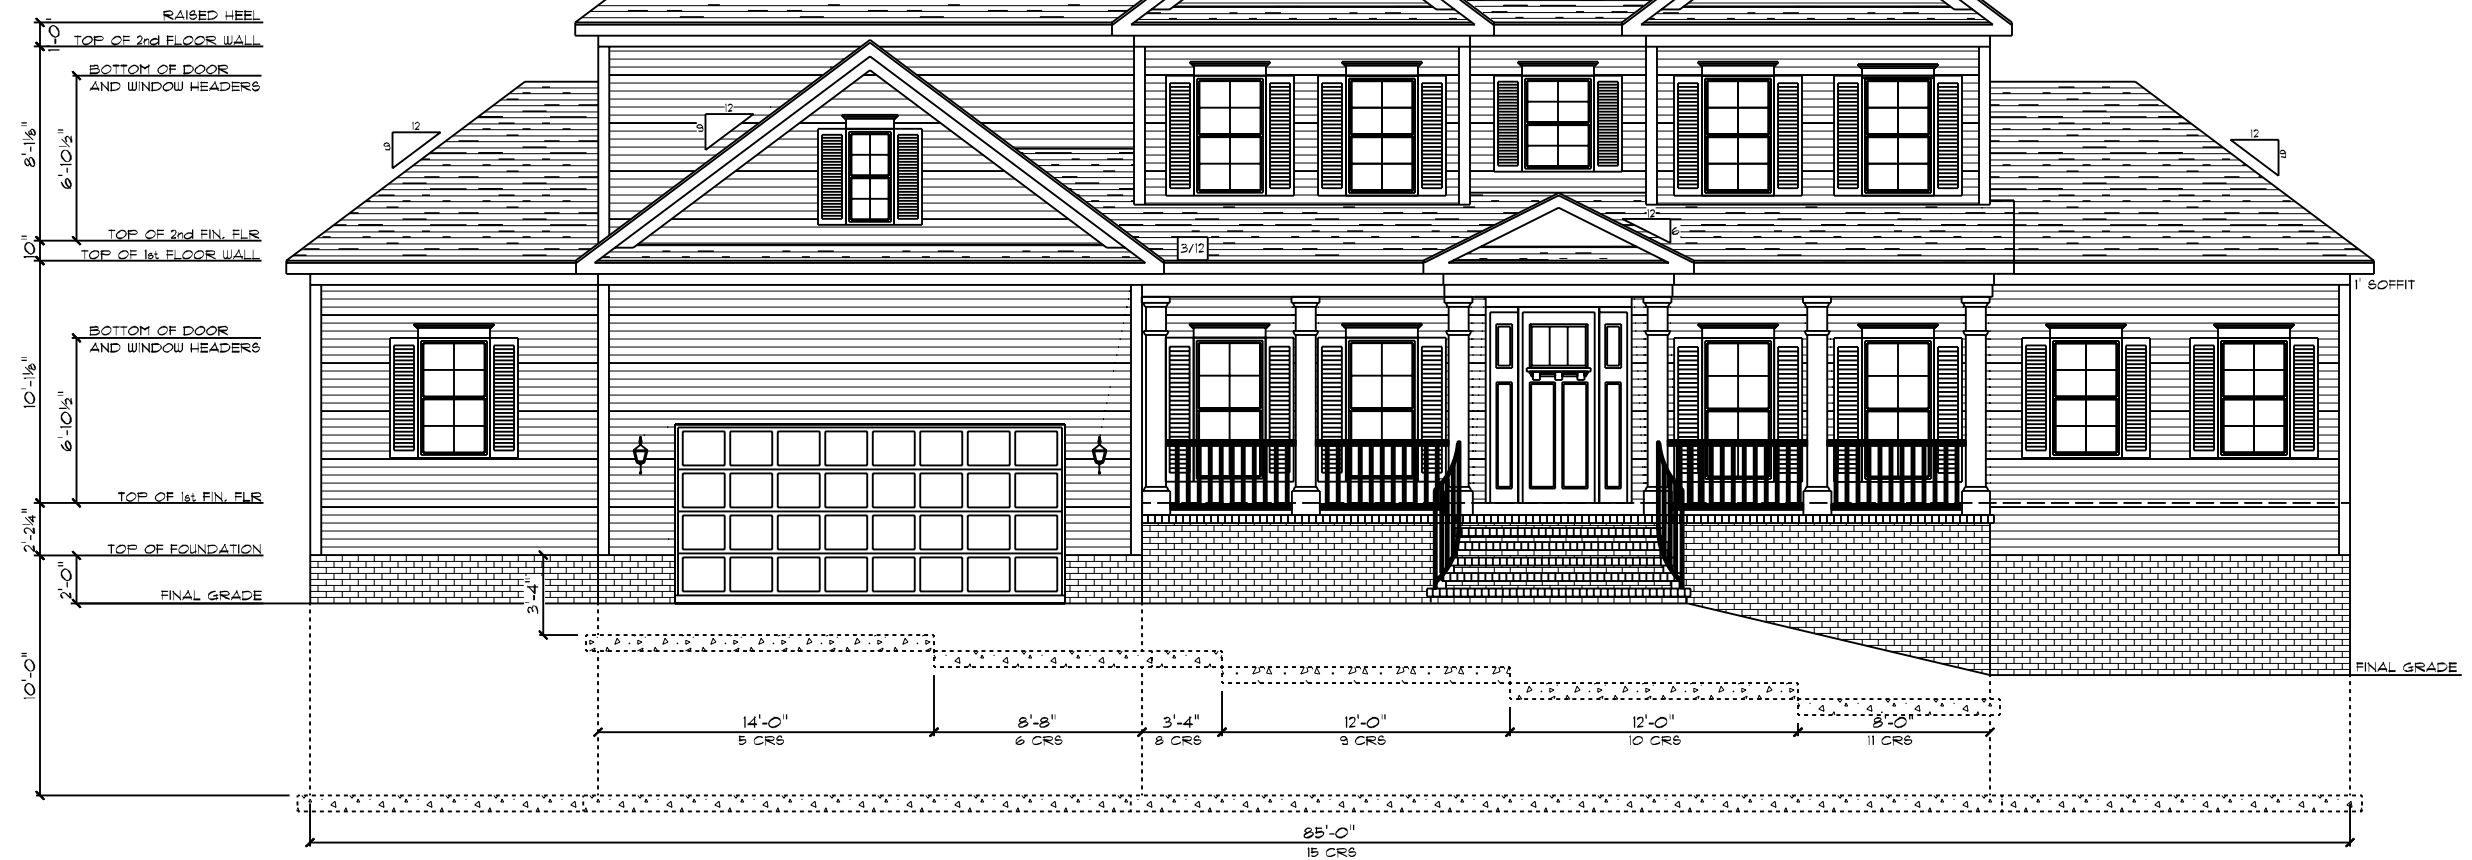 RAISED HEEL
1'-0"
TOP OF 2nd FLOOR WALL
BOTTOM OF DOOR
AND WINDOW HEADERS
8'-1⅛"
6'-10½"
TOP OF 2nd FIN. FLR
10"
TOP OF 1st FLOOR WALL
BOTTOM OF DOOR
AND WINDOW HEADERS
10'-1⅛"
6'-10½"
TOP OF 1st FIN. FLR
2'-2¼"
TOP OF FOUNDATION
2'-0"
FINAL GRADE
10'-0"
12
9
12
9
12
9
12
6
3/12
1' SOFFIT
3'-4"
FINAL GRADE
14'-0" 8'-8" 3'-4" 12'-0" 12'-0" 8'-0"
5 CRS 6 CRS 8 CRS 9 CRS 10 CRS 11 CRS
85'-0"
15 CRS